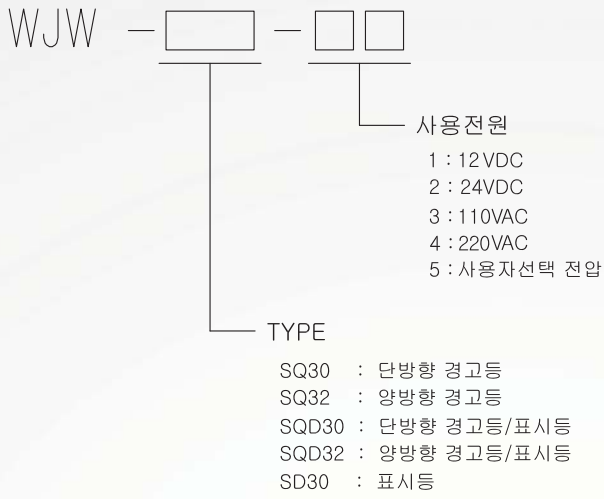 WJW - -
사용전원
1 : 12VDC
2 : 24VDC
3 : 110VAC
4 : 220VAC
5 : 사용자선택 전압
TYPE
SQ30 : 단방향 경고등
SQ32 : 양방향 경고등
SQD30 : 단방향 경고등/표시등
SQD32 : 양방향 경고등/표시등
SD30 : 표시등